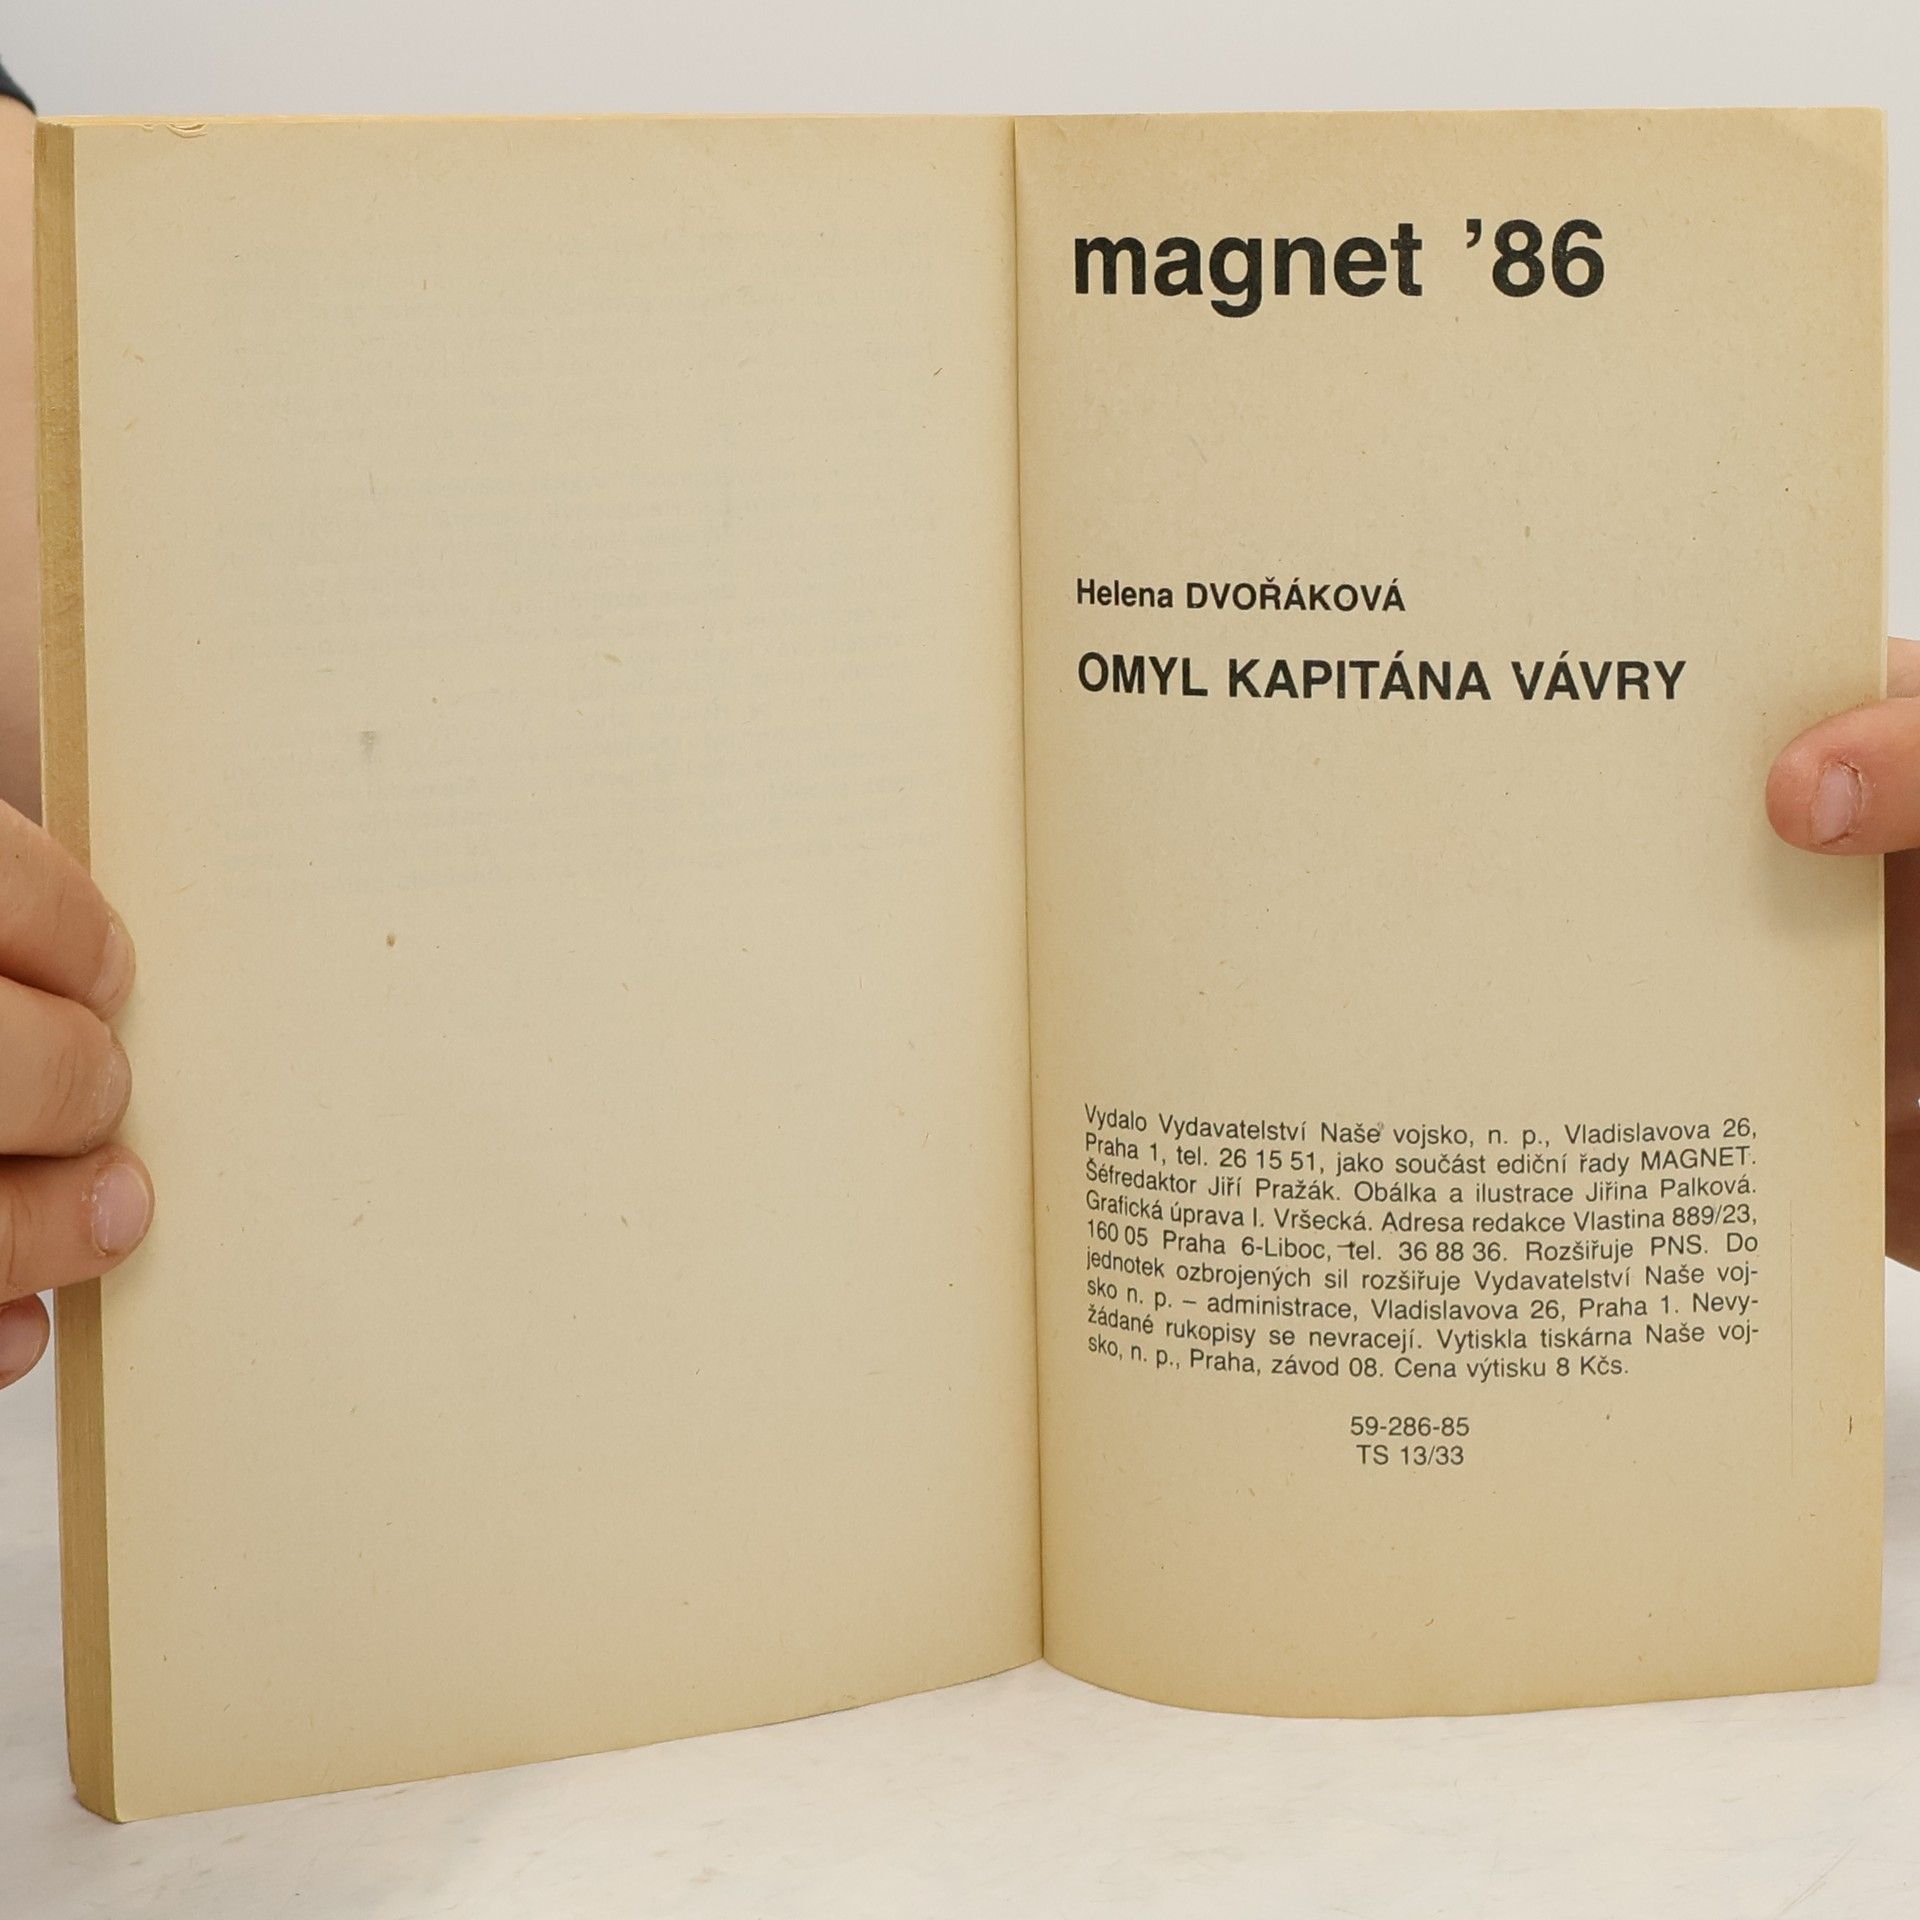 magnet ’86
Helena DVOŘÁKOVÁ
OMYL KAPITÁNA VÁVRY
Vydalo Vydavatelství Naše vojsko, n. p., Vladislavova 26,
Praha 1, tel. 26 15 51, jako součást ediční řady MAGNET.
Šéfredaktor Jiří Pražák. Obálka a ilustrace Jiřina Palková.
Grafická úprava I. Vršecká. Adresa redakce Vlastina 889/23,
160 05 Praha 6-Liboc, tel. 36 88 36. Rozšiřuje PNS. Do
jednotek ozbrojených sil rozšiřuje Vydavatelství Naše voj-
sko n. p. – administrace, Vladislavova 26, Praha 1. Nevy-
žádané rukopisy se nevracejí. Vytiskla tiskárna Naše voj-
sko, n. p., Praha, závod 08. Cena výtisku 8 Kčs.
59-286-85
TS 13/33